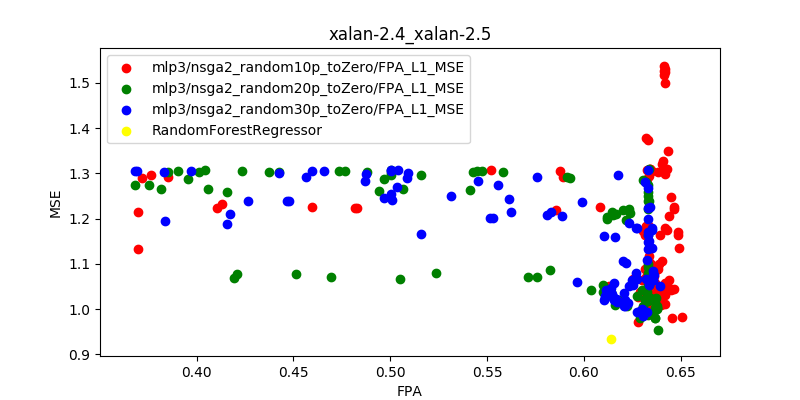 xalan-2.4_xalan-2.5
mlp3/nsga2_random10p_toZero/FPA_L1_MSE
mlp3/nsga2_random20p_toZero/FPA_L1_MSE
mlp3/nsga2_random30p_toZero/FPA_L1_MSE
RandomForestRegressor
MSE
1.5
1.4
1.3
1.2
1.1
1.0
0.9
0.40 0.45 0.50 0.55 0.60 0.65
FPA